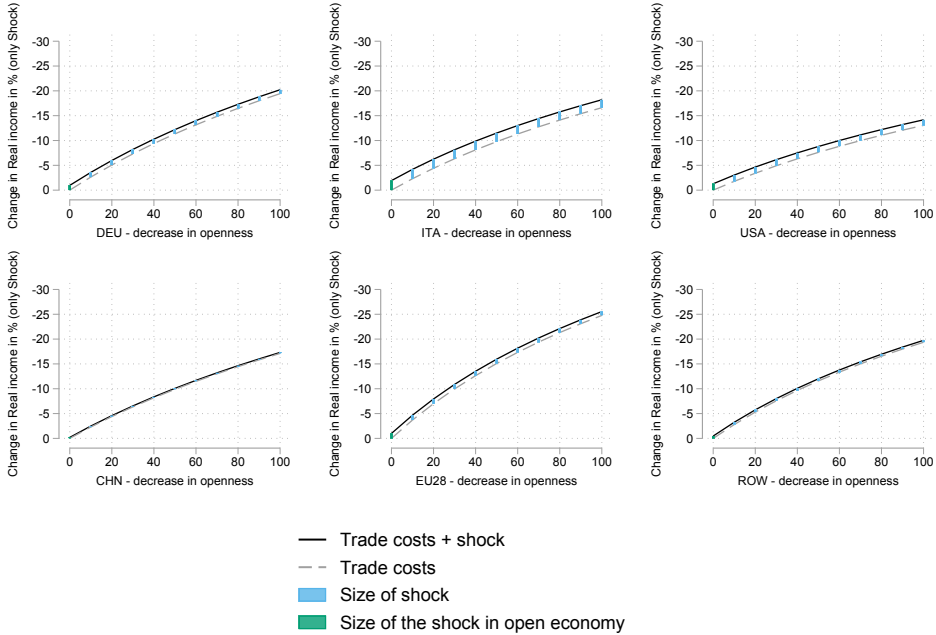 Change in Real income in % (only Shock)
-30
-25
-20
-15
-10
-5
0
0 20 40 60 80 100
DEU - decrease in openness
Change in Real income in % (only Shock)
-30
-25
-20
-15
-10
-5
0
0 20 40 60 80 100
ITA - decrease in openness
Change in Real income in % (only Shock)
-30
-25
-20
-15
-10
-5
0
0 20 40 60 80 100
USA - decrease in openness
Change in Real income in % (only Shock)
-30
-25
-20
-15
-10
-5
0
0 20 40 60 80 100
CHN - decrease in openness
Change in Real income in % (only Shock)
-30
-25
-20
-15
-10
-5
0
0 20 40 60 80 100
EU28 - decrease in openness
Change in Real income in % (only Shock)
-30
-25
-20
-15
-10
-5
0
0 20 40 60 80 100
ROW - decrease in openness
Trade costs + shock
Trade costs
Size of shock
Size of the shock in open economy